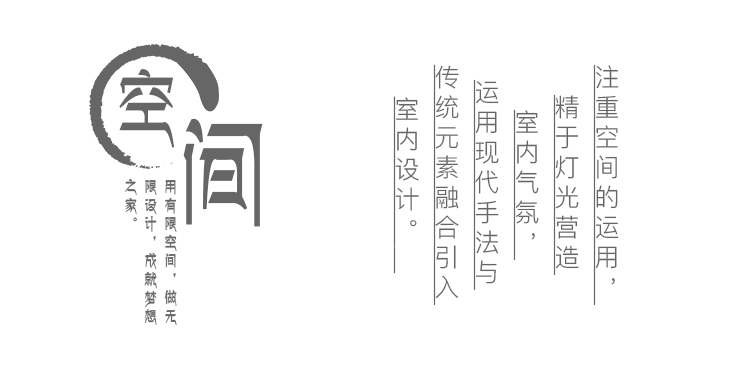 空间
用有限空间，做无
限设计，成就梦想
之家。
注重空间的运用，
精于灯光营造
室内气氛，
运用现代手法与
传统元素融合引入
室内设计。